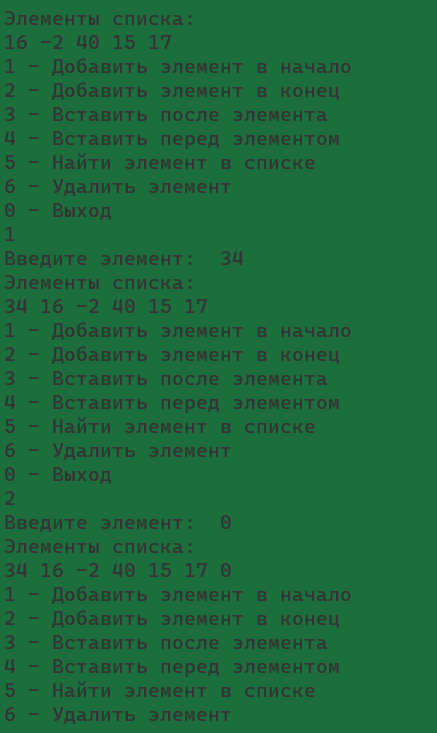 Элементы списка:
16 -2 40 15 17
1 - Добавить элемент в начало
2 - Добавить элемент в конец
3 - Вставить после элемента
4 - Вставить перед элементом
5 - Найти элемент в списке
6 - Удалить элемент
0 - Выход
1
Введите элемент:  34
Элементы списка:
34 16 -2 40 15 17
1 - Добавить элемент в начало
2 - Добавить элемент в конец
3 - Вставить после элемента
4 - Вставить перед элементом
5 - Найти элемент в списке
6 - Удалить элемент
0 - Выход
2
Введите элемент:  0
Элементы списка:
34 16 -2 40 15 17 0
1 - Добавить элемент в начало
2 - Добавить элемент в конец
3 - Вставить после элемента
4 - Вставить перед элементом
5 - Найти элемент в списке
6 - Удалить элемент